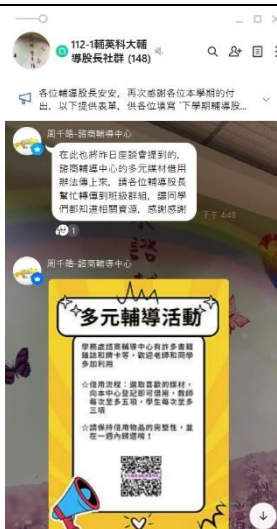 112-1輔英科大輔
導股長社群 (148)
各位輔導股長安安，再次感謝各位本學期的付
出，以下提供表單，供各位填寫 '下學期輔導股...
周千皓-諮商輔導中心
在此也將昨日座談會提到的，
諮商輔導中心的多元媒材借用
辦法傳上來，請各位輔導股長
幫忙轉傳到班級群組，讓同學
們都知道相關資源，感謝感謝
下午 4:48
1
周千皓-諮商輔導中心
多元輔導活動
學務處諮商輔導中心有許多書籍
雜誌和牌卡等，歡迎老師和同學
多加利用
☆借用流程：選取喜歡的媒材，
向本中心登記即可借用，教師
每次至多五項，學生每次至多
三項
☆請保持借用物品的完整性，並
在一週內歸還唷！